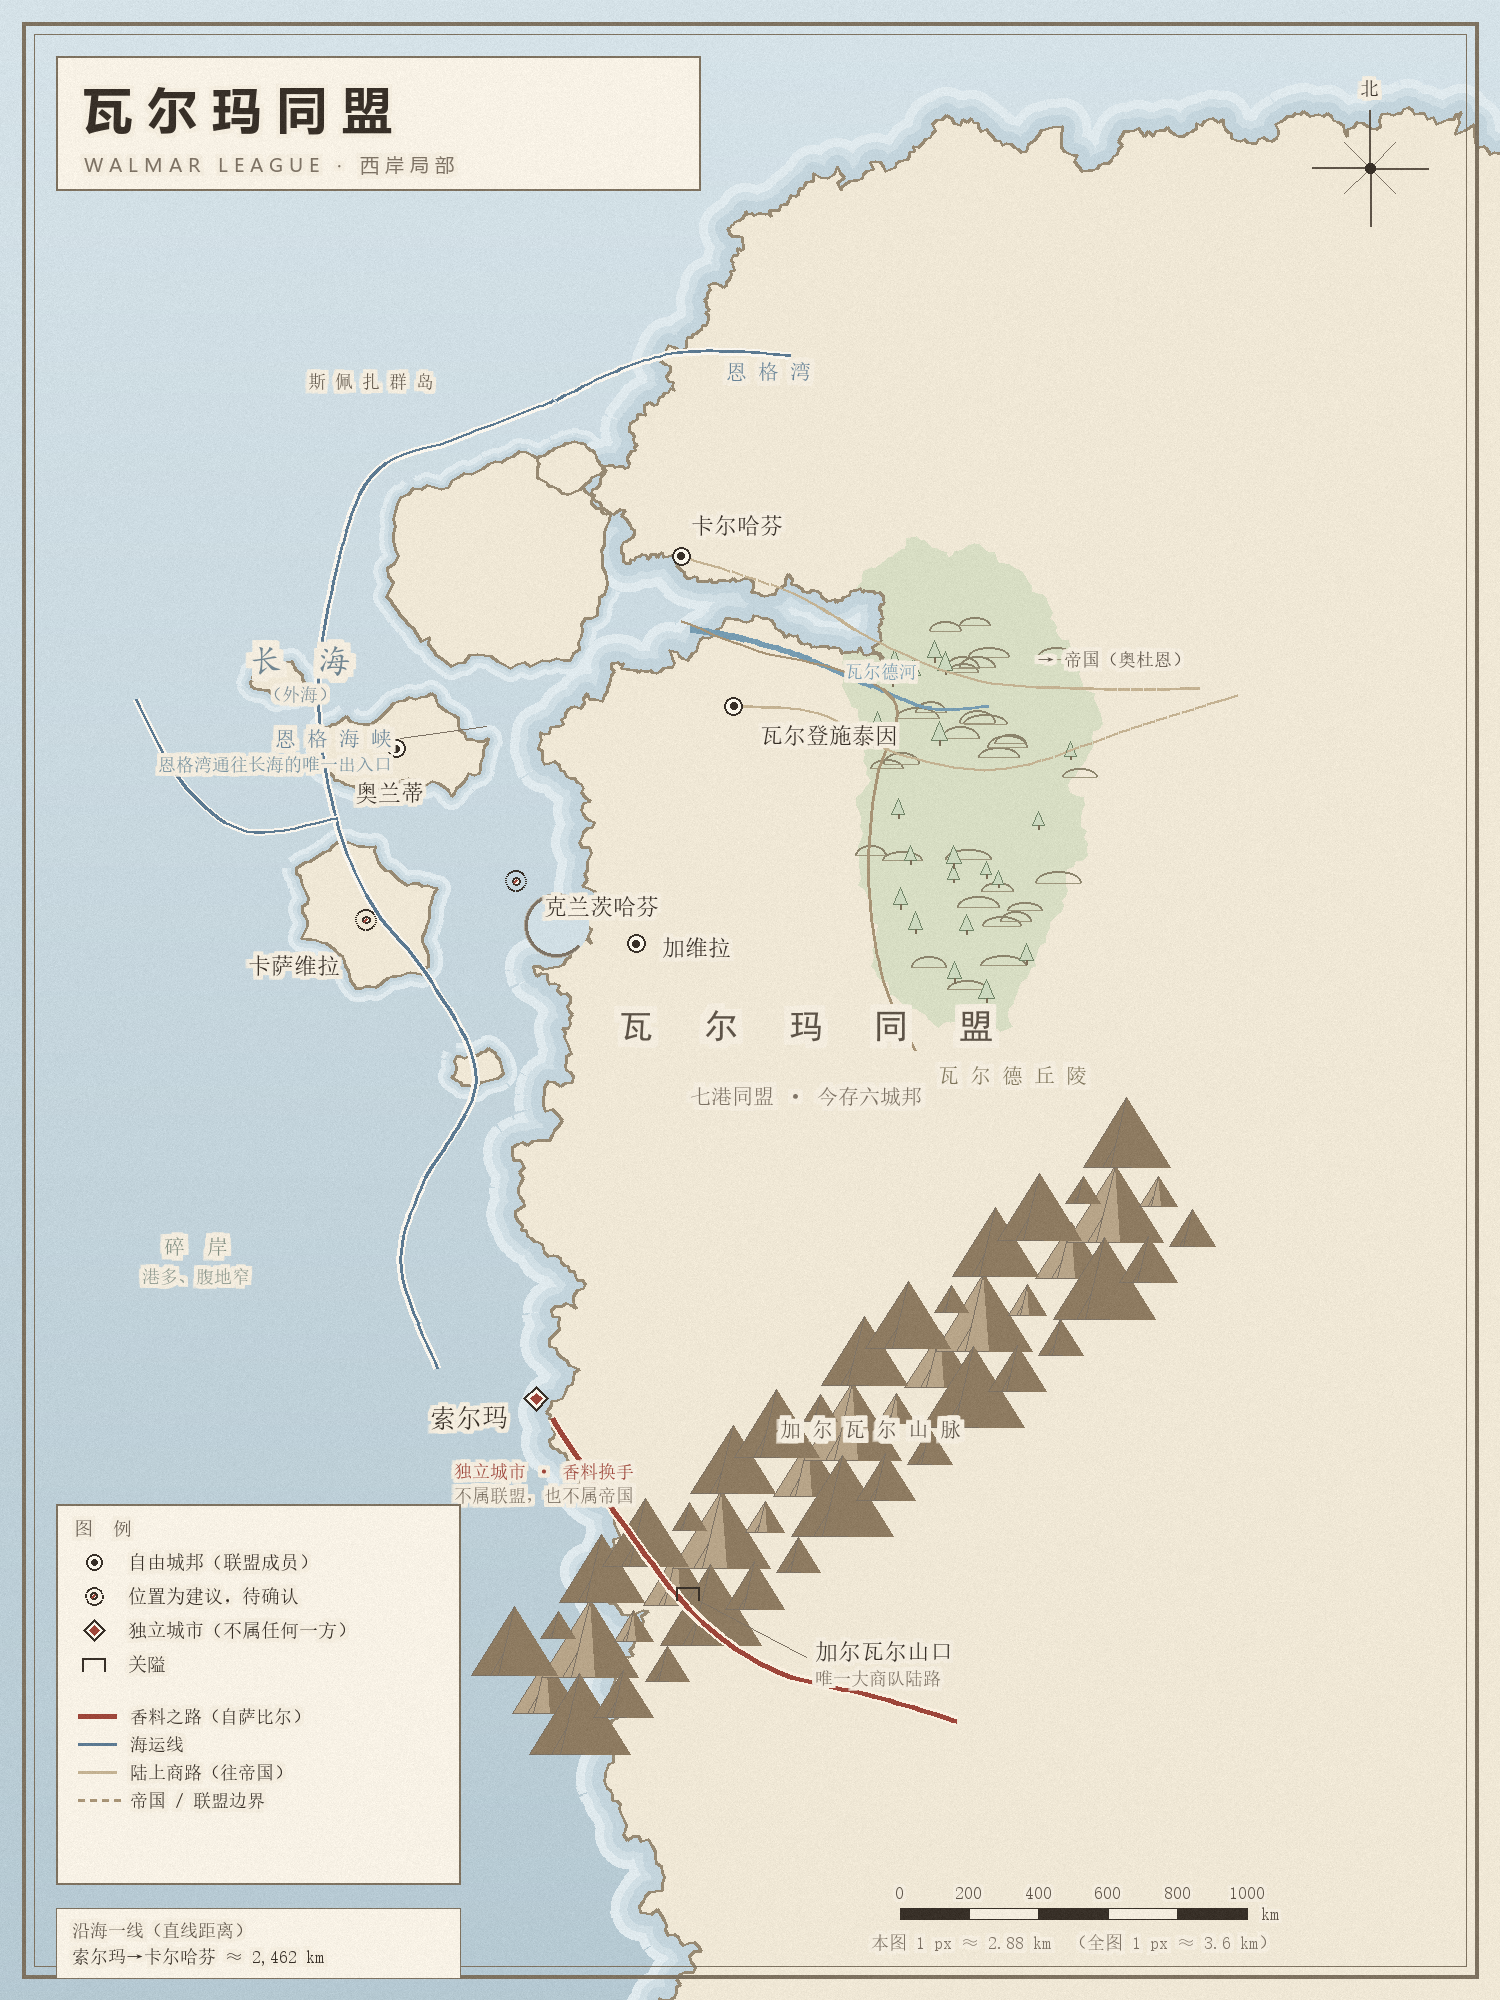 瓦尔玛同盟
WALMAR LEAGUE · 西岸局部
北
斯佩扎群岛
恩格湾
卡尔哈芬
长海
（外海）
→ 帝国（奥杜恩）
瓦尔德河
恩格海峡
恩格湾通往长海的唯一出入口
奥兰蒂
瓦尔登施泰因
克兰茨哈芬
加维拉
卡萨维拉
瓦尔玛同盟
瓦尔德丘陵
七港同盟 · 今存六城邦
碎岸
港多、腹地窄
索尔玛
加尔瓦尔山脉
独立城市 · 香料换手
不属联盟，也不属帝国
加尔瓦尔山口
唯一大商队陆路
图 例
自由城邦（联盟成员）
位置为建议，待确认
独立城市（不属任何一方）
关隘
香料之路（自萨比尔）
海运线
陆上商路（往帝国）
帝国 / 联盟边界
沿海一线（直线距离）
索尔玛→卡尔哈芬 ≈ 2,462 km
0 200 400 600 800 1000
km
本图 1 px ≈ 2.88 km （全图 1 px ≈ 3.6 km）